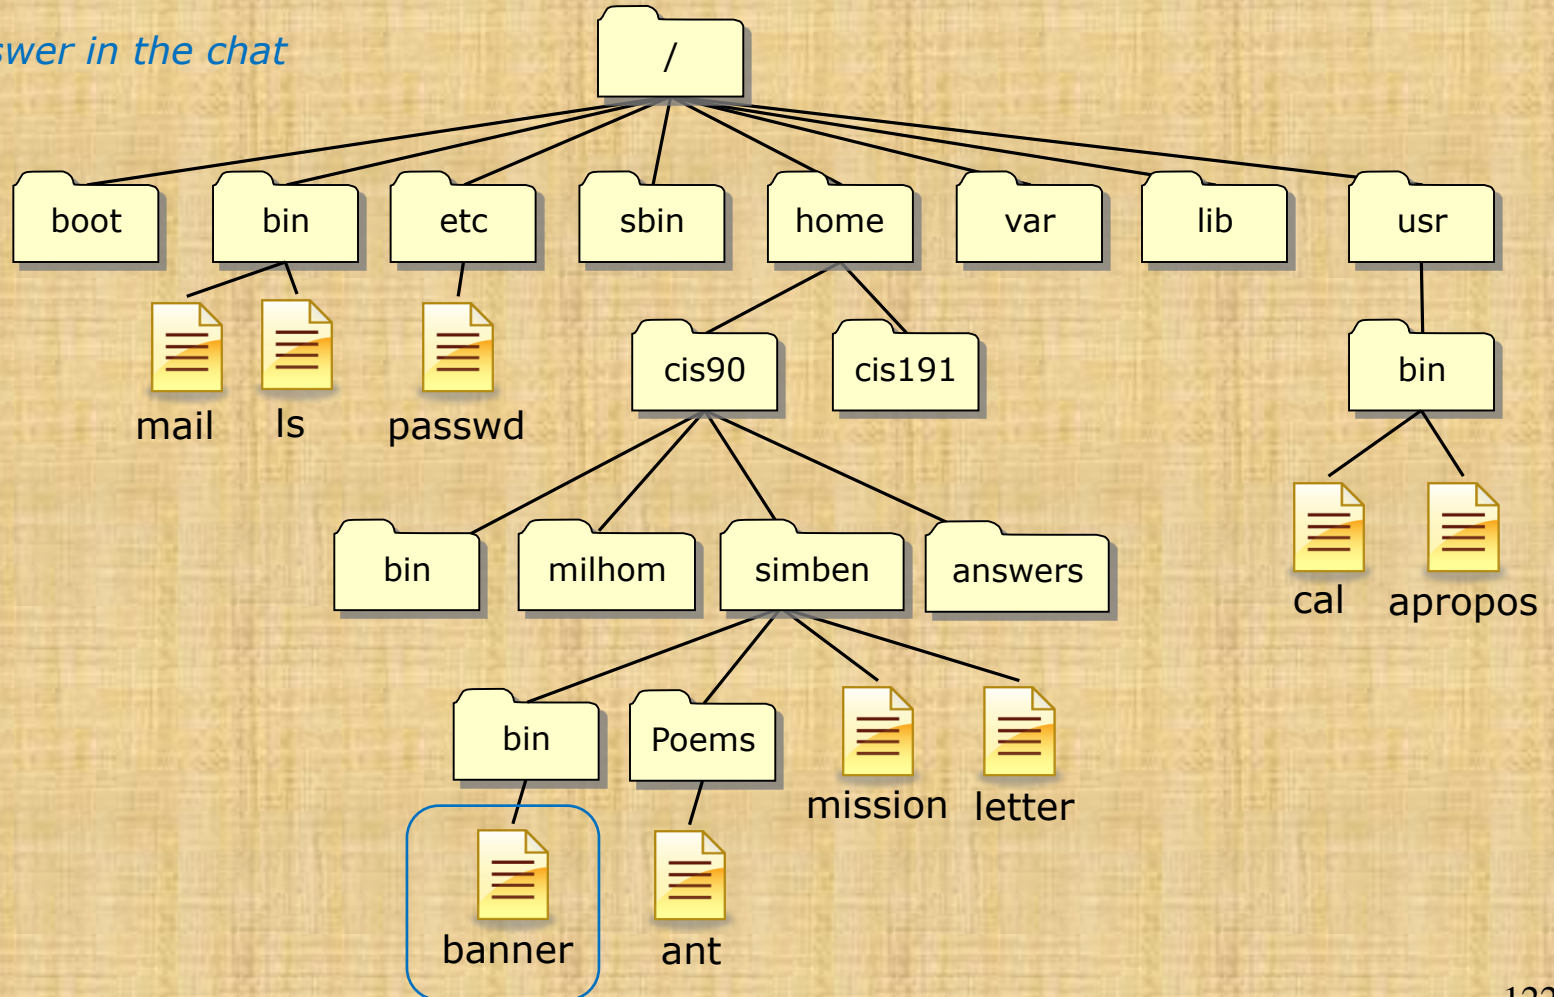 swer in the chat
/
boot bin etc sbin home var lib usr
mail ls passwd
cis90 cis191 bin
bin milhom simben answers
cal apropos
bin Poems
mission letter
banner ant
122